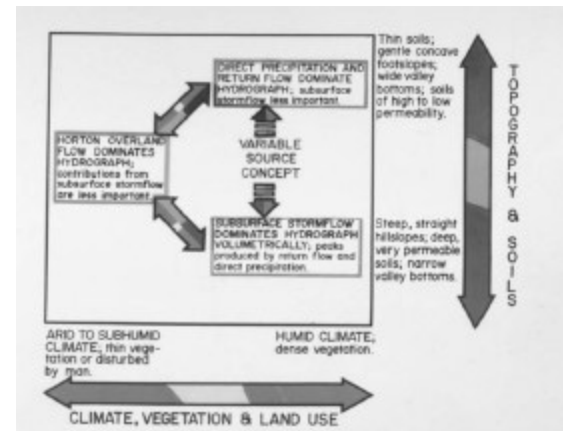 DIRECT PRECIPITATION AND
RETURN FLOW DOMINATE
HYDROGRAPH; subsurface
stormflow less important.
Thin soils;
gentle concave
footslopes;
wide valley
bottoms; soils
of high to low
permeability.
HORTON OVERLAND
FLOW DOMINATES
HYDROGRAPH;
contributions from
subsurface stormflow
are less important.
VARIABLE
SOURCE
CONCEPT
SUBSURFACE STORMFLOW
DOMINATES HYDROGRAPH
VOLUMETRICALLY; peaks
produced by return flow and
direct precipitation.
Steep, straight
hillslopes; deep,
very permeable
soils; narrow
valley bottoms.
TOPOGRAPHY & SOILS
ARID TO SUBHUMID
CLIMATE; thin vege-
tation or disturbed
by man.
HUMID CLIMATE;
dense vegetation.
CLIMATE, VEGETATION & LAND USE